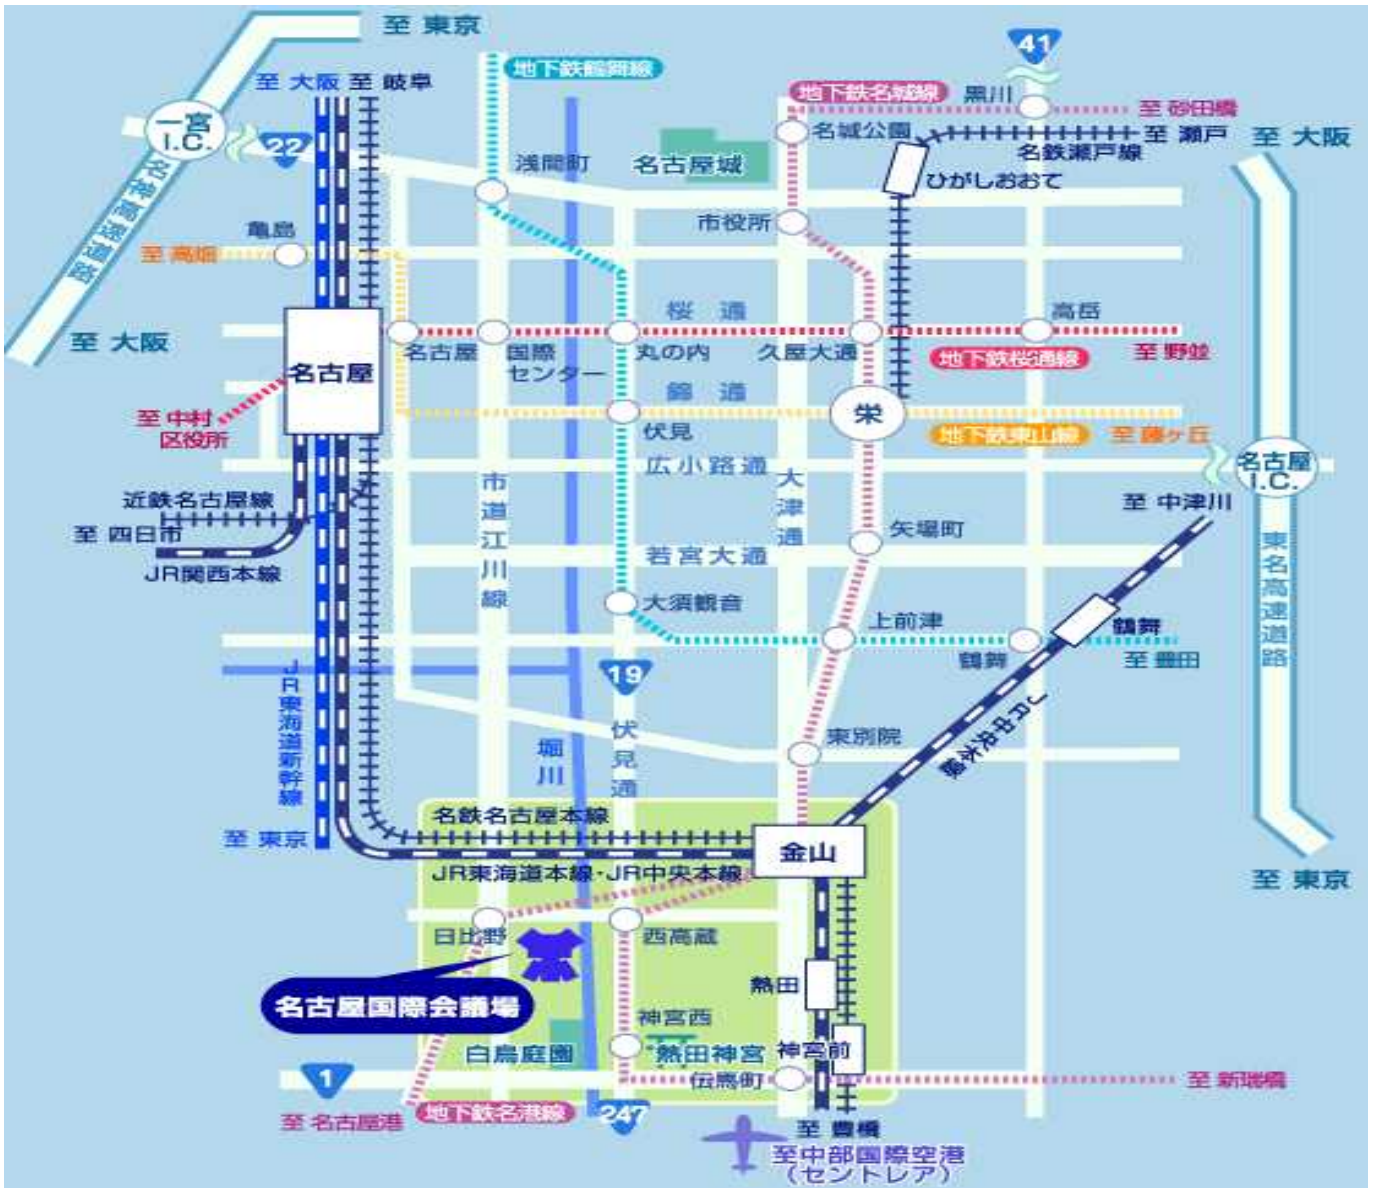 至 東京
41
地下鉄鶴舞線
至 大阪
至 岐阜
地下鉄名城線
黒川
至 砂田橋
一宮
I.C.
22
名城公園
至 瀬戸
名鉄瀬戸線
至 大阪
浅間町
名古屋城
ひがしおおて
市役所
亀島
至 高畑
桜通
高岳
至 大阪
名古屋
名古屋
国際
センター
丸の内
久屋大通
地下鉄桜通線
至 野並
錦通
至 中村
区役所
栄
伏見
地下鉄東山線
至 藤ヶ丘
広小路通
名古屋
I.C.
市道江川線
大津通
近鉄名古屋線
至 四日市
JR関西本線
至 中津川
矢場町
若宮大通
東名高速道路
大須観音
上前津
鶴舞
鶴舞
至 豊田
19
JR東海道新幹線
伏見通
堀川
東別院
JR中央本線
名鉄名古屋本線
至 東京
金山
JR東海道本線・JR中央本線
至 東京
日比野
西高蔵
熱田
名古屋国際会議場
神宮西
白鳥庭園
熱田神宮
神宮前
伝馬町
1
至 新瑞橋
至 名古屋港
地下鉄名港線
247
至 豊橋
至中部国際空港
(セントレア)